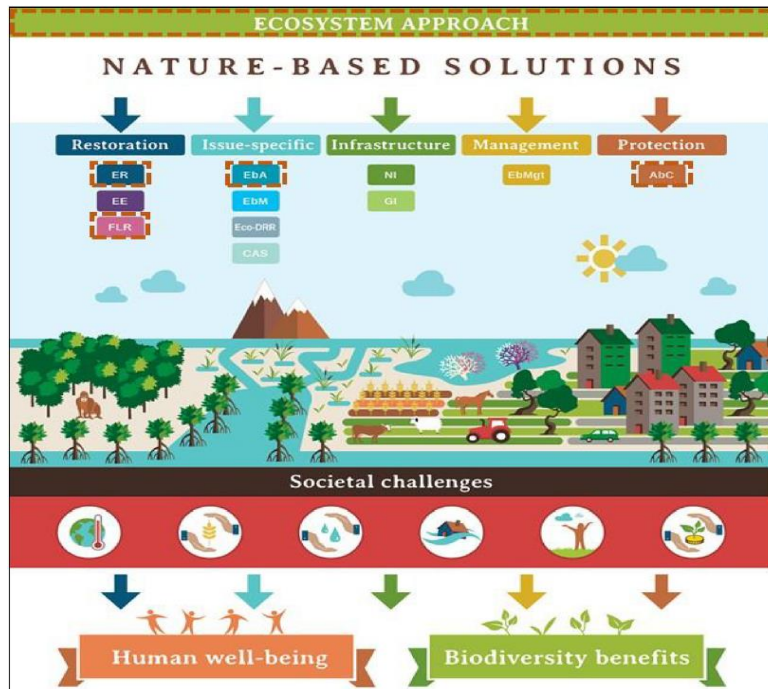 ECOSYSTEM APPROACH
NATURE-BASED SOLUTIONS
Restoration Issue-specific Infrastructure Management Protection
ER EbA NI EbMgt AbC
EE EbM GI
FLR Eco-DRR
CAS
Societal challenges
Human well-being Biodiversity benefits